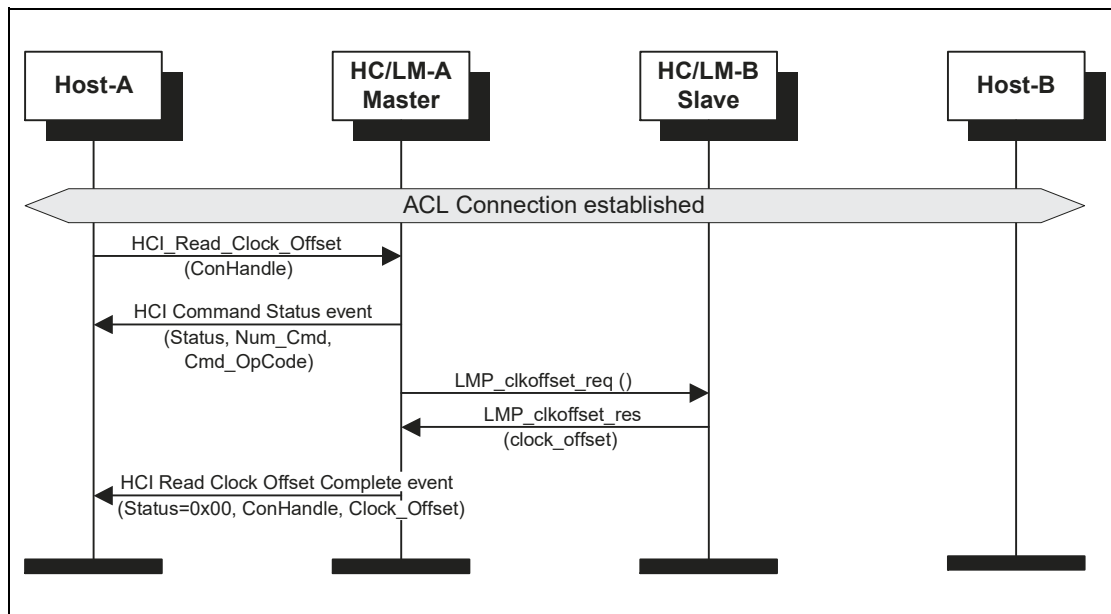 Host-A
HC/LM-A
Master
HC/LM-B
Slave
Host-B
ACL Connection established
HCI_Read_Clock_Offset
(ConHandle)
HCI Command Status event
(Status, Num_Cmd,
Cmd_OpCode)
LMP_clkoffset_req ()
LMP_clkoffset_res
(clock_offset)
HCI Read Clock Offset Complete event
(Status=0x00, ConHandle, Clock_Offset)